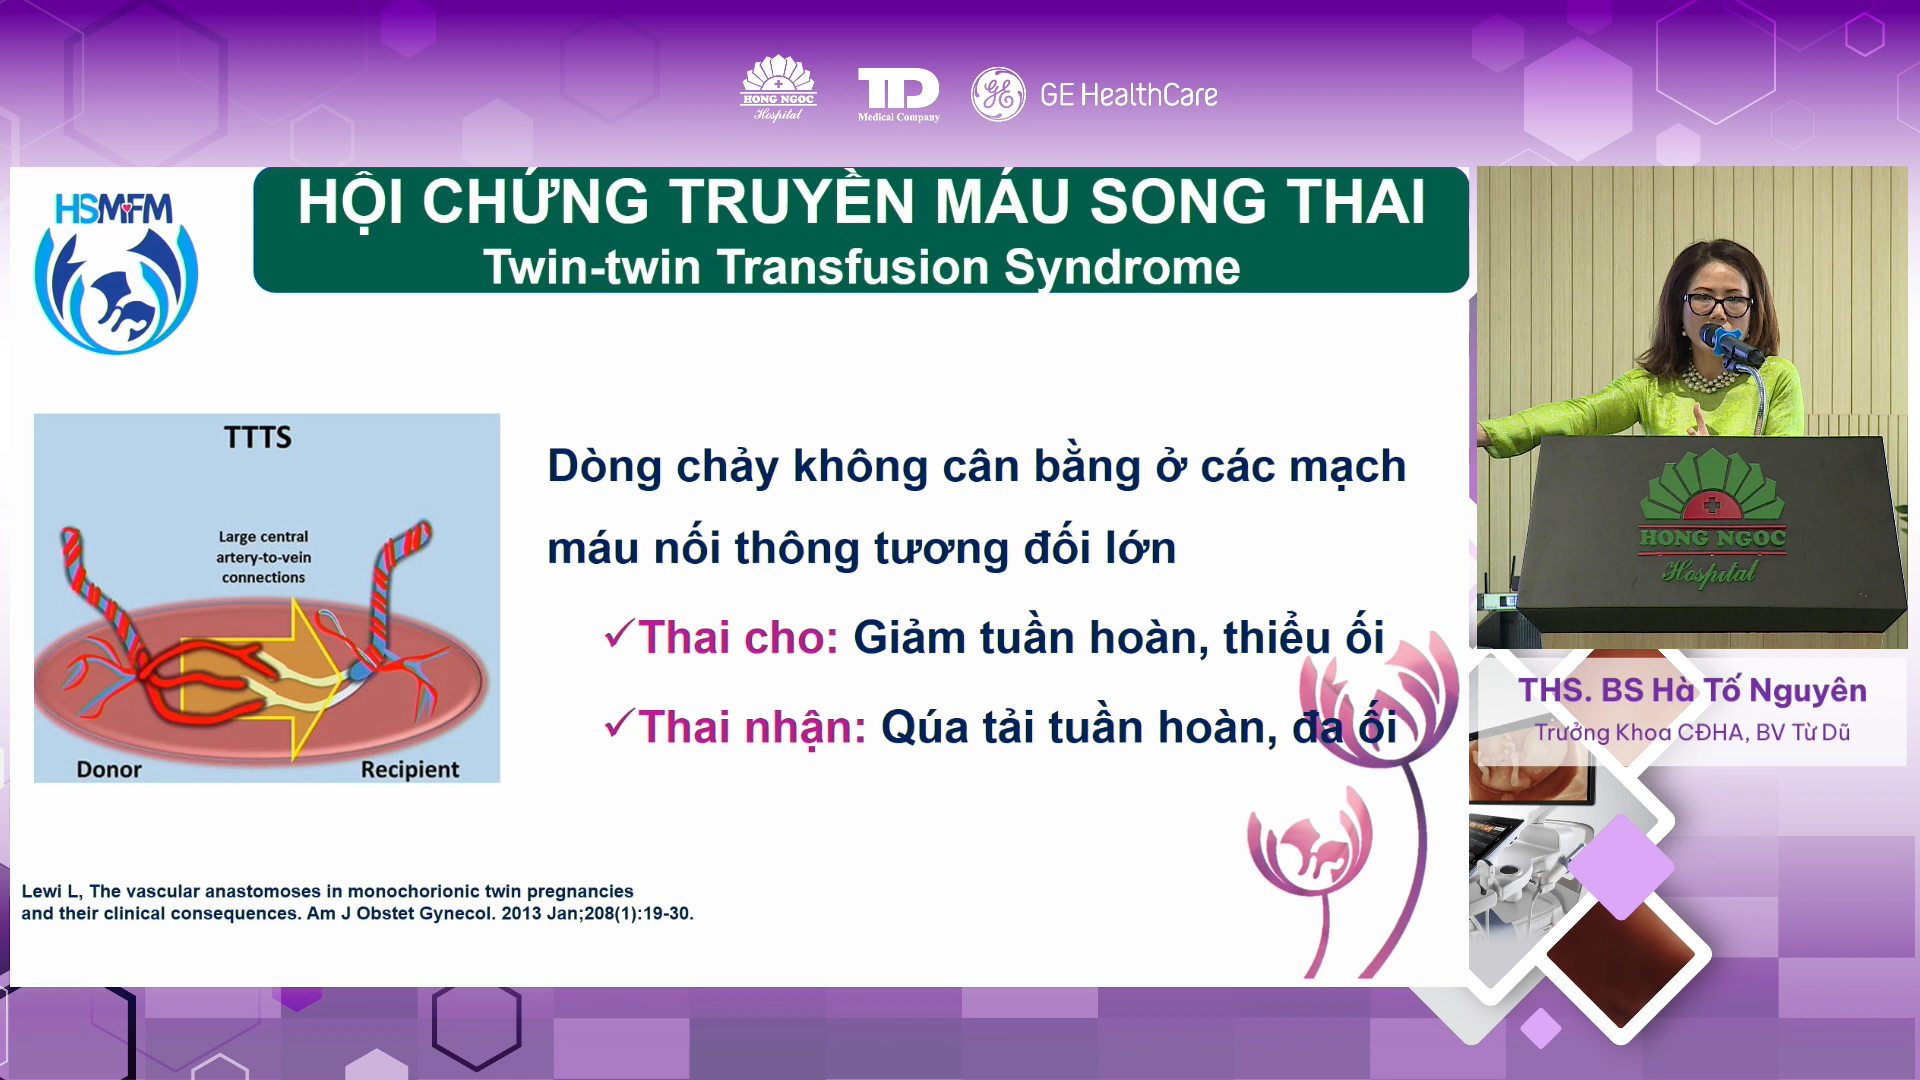 HONG NGOC
Hospital
TD
Medical Company
GE HealthCare
HSMFM
HỘI CHỨNG TRUYỀN MÁU SONG THAI
Twin-twin Transfusion Syndrome
TTTS
Large central
artery-to-vein
connections
Donor
Recipient
Dòng chảy không cân bằng ở các mạch
máu nối thông tương đối lớn
✓Thai cho: Giảm tuần hoàn, thiểu ối
✓Thai nhận: Qúa tải tuần hoàn, đa ối
Lewi L, The vascular anastomoses in monochorionic twin pregnancies
and their clinical consequences. Am J Obstet Gynecol. 2013 Jan;208(1):19-30.
HONG NGOC
Hospital
THS. BS Hà Tố Nguyên
Trưởng Khoa CĐHA, BV Từ Dũ